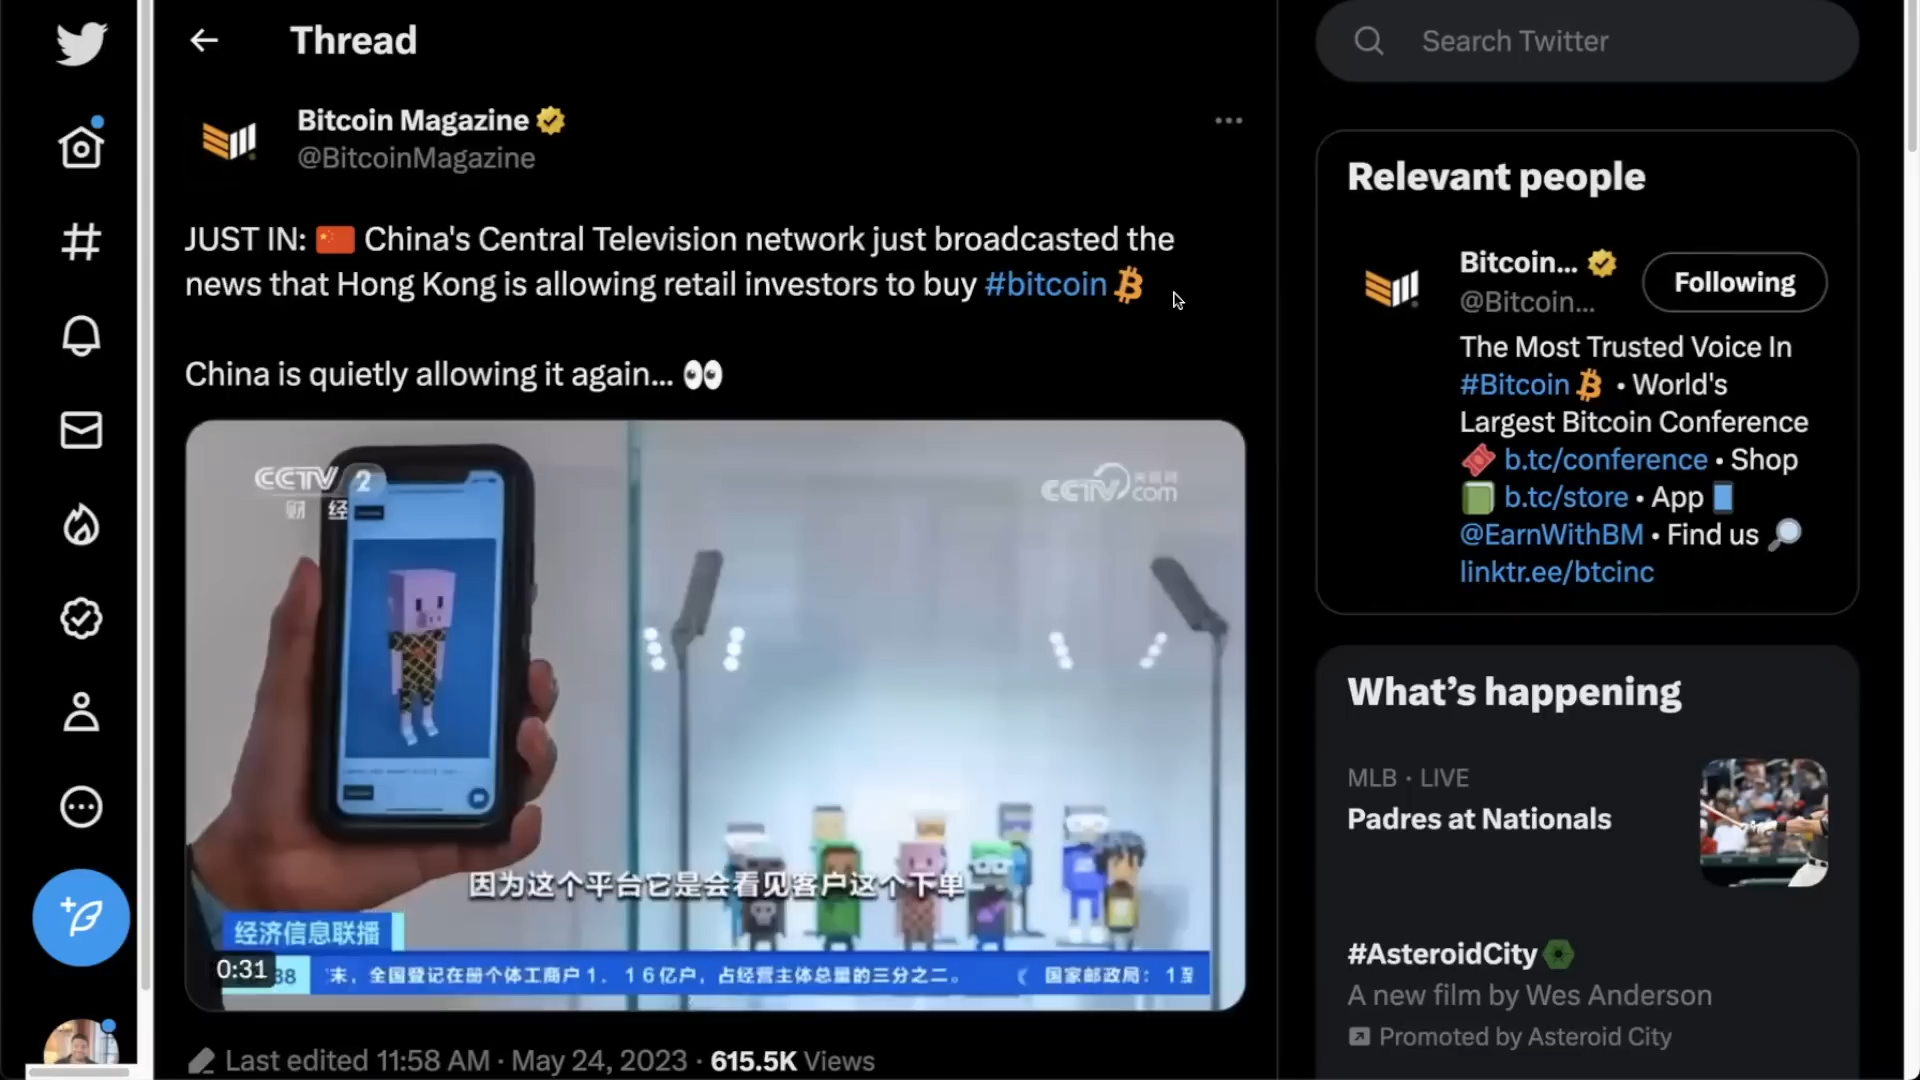 Thread
Bitcoin Magazine
@BitcoinMagazine
JUST IN: 🇨🇳 China's Central Television network just broadcasted the
news that Hong Kong is allowing retail investors to buy #bitcoin
China is quietly allowing it again... 👀
CCTV 2
财 经
CCTV 央视网
com
因为这个平台它是会看见客户这个下单
经济信息联播
0:31 38 末，全国登记在册个体工商户1．16亿户，占经营主体总量的三分之二。 国家邮政局：1至
Last edited 11:58 AM · May 24, 2023 · 615.5K Views
Search Twitter
Relevant people
Bitcoin...
@Bitcoin...
Following
The Most Trusted Voice In
#Bitcoin • World's
Largest Bitcoin Conference
🎟️ b.tc/conference • Shop
📗 b.tc/store • App 📱
@EarnWithBM • Find us 🔎
linktr.ee/btcinc
What's happening
MLB · LIVE
Padres at Nationals
#AsteroidCity
A new film by Wes Anderson
Promoted by Asteroid City